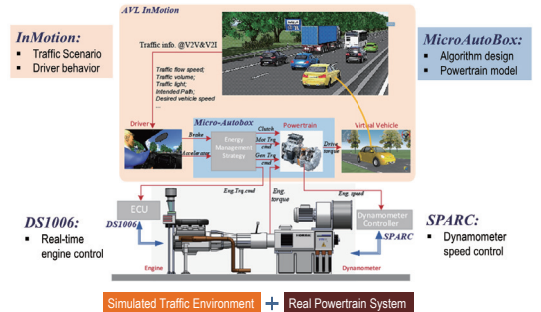 AVL InMotion
InMotion:
▪ Traffic Scenario
▪ Driver behavior
Traffic info. @V2V&V2I
Traffic flow speed;
Traffic volume;
Traffic light;
Intended Path;
Desired vehicle speed
...
MicroAutoBox:
▪ Algorithm design
▪ Powertrain model
Driver
Micro-Autobox
Brake
Energy
Management
Strategy
Clutch
Mot Trq
cmd
Gen Trq
cmd
Powertrain
Drive
torque
Virtual Vehicle
Eng.Trq.cmd
Eng.
torque
Eng. speed
ECU
DS1006
DS1006:
▪ Real-time
engine control
Engine
Dynamometer
Dynamometer
Controller
SPARC
SPARC:
▪ Dynamometer
speed control
Simulated Traffic Environment + Real Powertrain System